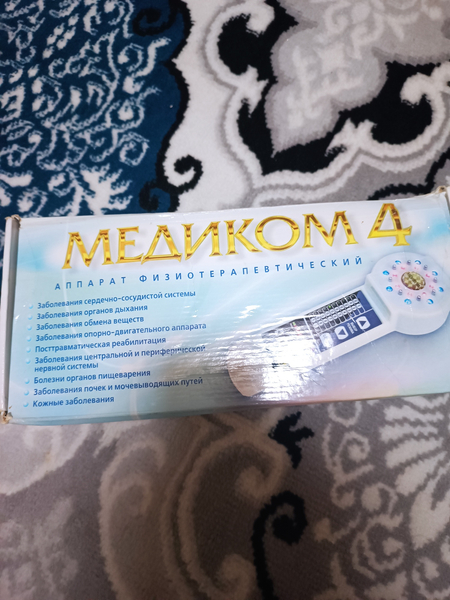 МЕДИКОМ 4
АППАРАТ ФИЗИОТЕРАПЕВТИЧЕСКИЙ
Заболевания сердечно-сосудистой системы
Заболевания органов дыхания
Заболевания обмена веществ
Заболевания опорно-двигательного аппарата
Посттравматическая реабилитация
Заболевания центральной и периферической
нервной системы
Болезни органов пищеварения
Заболевания почек и мочевыводящих путей
Кожные заболевания